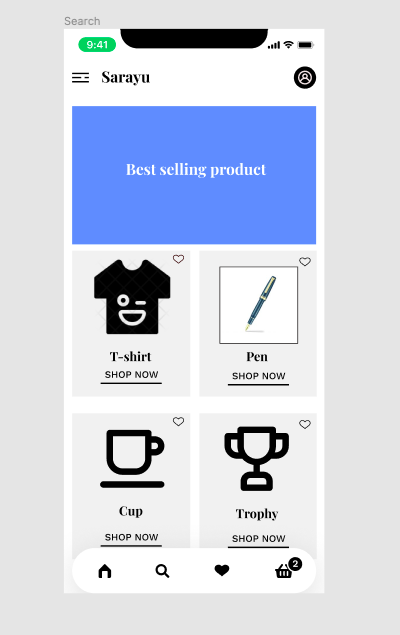 Search
9:41
Sarayu
Best selling product
T-shirt
SHOP NOW
Pen
SHOP NOW
Cup
SHOP NOW
Trophy
SHOP NOW
2